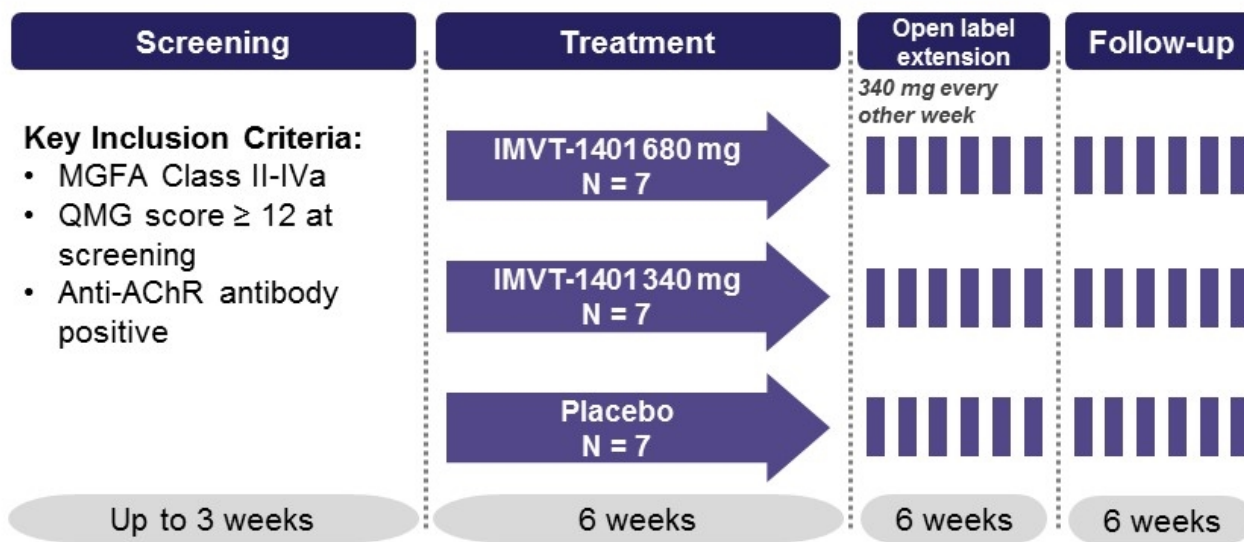 Screening
Treatment
Open label
extension
Follow-up
340 mg every
other week
Key Inclusion Criteria:
• MGFA Class II-IVa
• QMG score ≥ 12 at
screening
• Anti-AChR antibody
positive
IMVT-1401 680 mg
N = 7
IMVT-1401 340 mg
N = 7
Placebo
N = 7
Up to 3 weeks
6 weeks
6 weeks
6 weeks